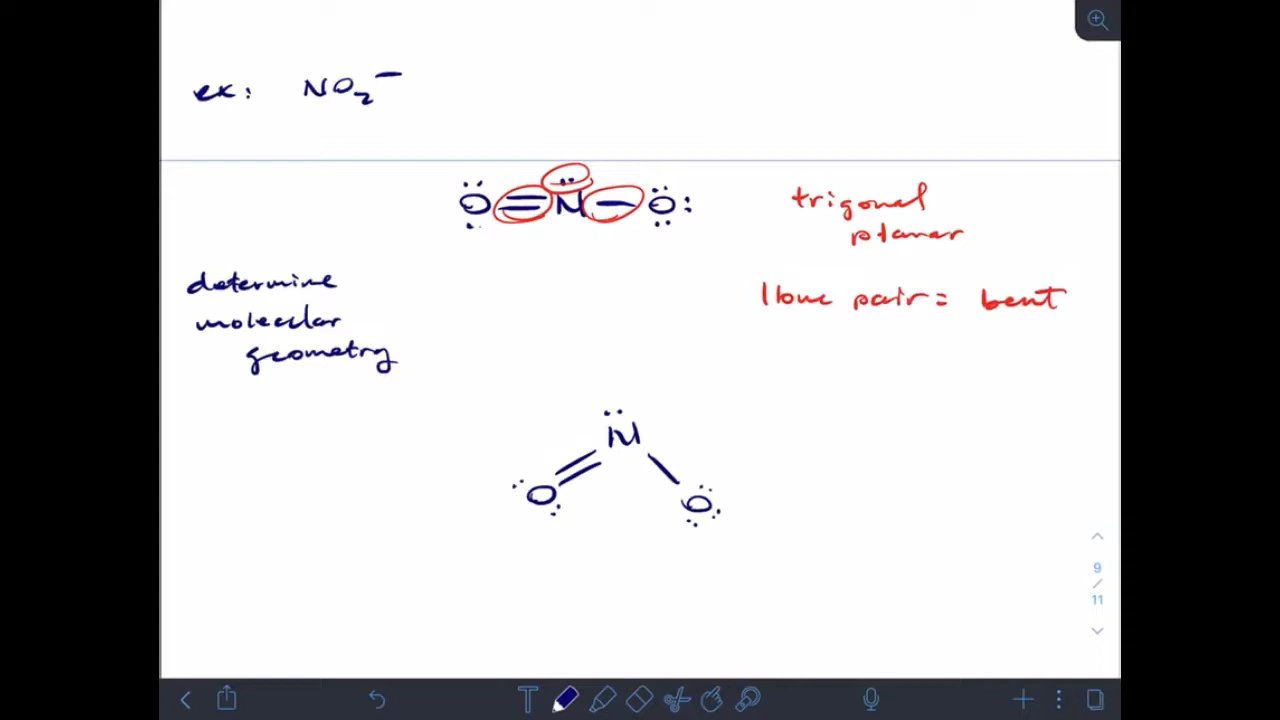 ex: NO₂⁻
:Ö=N̈-Ö:
trigonal
planar
determine
molecular
geometry
1 lone pair = bent
N
O
O
9
/
11
T